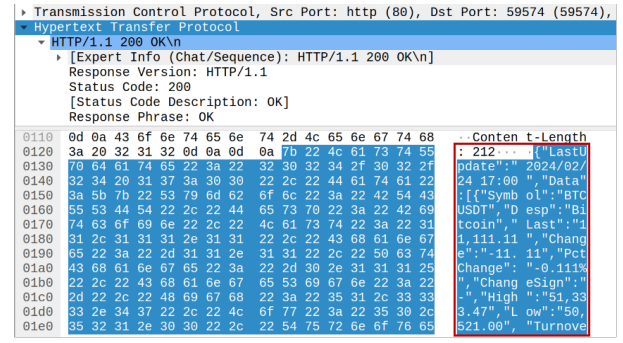 Transmission Control Protocol, Src Port: http (80), Dst Port: 59574 (59574),
Hypertext Transfer Protocol
HTTP/1.1 200 OK\n
[Expert Info (Chat/Sequence): HTTP/1.1 200 OK\n]
Response Version: HTTP/1.1
Status Code: 200
[Status Code Description: OK]
Response Phrase: OK
0110 0d 0a 43 6f 6e 74 65 6e 74 2d 4c 65 6e 67 74 68 ··Conten t-Length
0120 3a 20 32 31 32 0d 0a 0d 0a 7b 22 4c 61 73 74 55 : 212··· ·{"LastU
0130 70 64 61 74 65 22 3a 22 32 30 32 34 2f 30 32 2f pdate":" 2024/02/
0140 32 34 20 31 37 3a 30 30 22 2c 22 44 61 74 61 22 24 17:00 ","Data"
0150 3a 5b 7b 22 53 79 6d 62 6f 6c 22 3a 22 42 54 43 :[{"Symb ol":"BTC
0160 55 53 44 54 22 2c 22 44 65 73 70 22 3a 22 42 69 USDT","D esp":"Bi
0170 74 63 6f 69 6e 22 2c 22 4c 61 73 74 22 3a 22 31 tcoin"," Last":"1
0180 31 2c 31 31 31 2e 31 31 22 2c 22 43 68 61 6e 67 1,111.11 ","Chang
0190 65 22 3a 22 2d 31 31 2e 31 31 22 2c 22 50 63 74 e":"-11. 11","Pct
01a0 43 68 61 6e 67 65 22 3a 22 2d 30 2e 31 31 31 25 Change": "-0.111%
01b0 22 2c 22 43 68 61 6e 67 65 53 69 67 6e 22 3a 22 ","Chang eSign":"
01c0 2d 22 2c 22 48 69 67 68 22 3a 22 35 31 2c 33 33 -","High ":"51,33
01d0 33 2e 34 37 22 2c 22 4c 6f 77 22 3a 22 35 30 2c 3.47","L ow":"50,
01e0 35 32 31 2e 30 30 22 2c 22 54 75 72 6e 6f 76 65 521.00", "Turnove